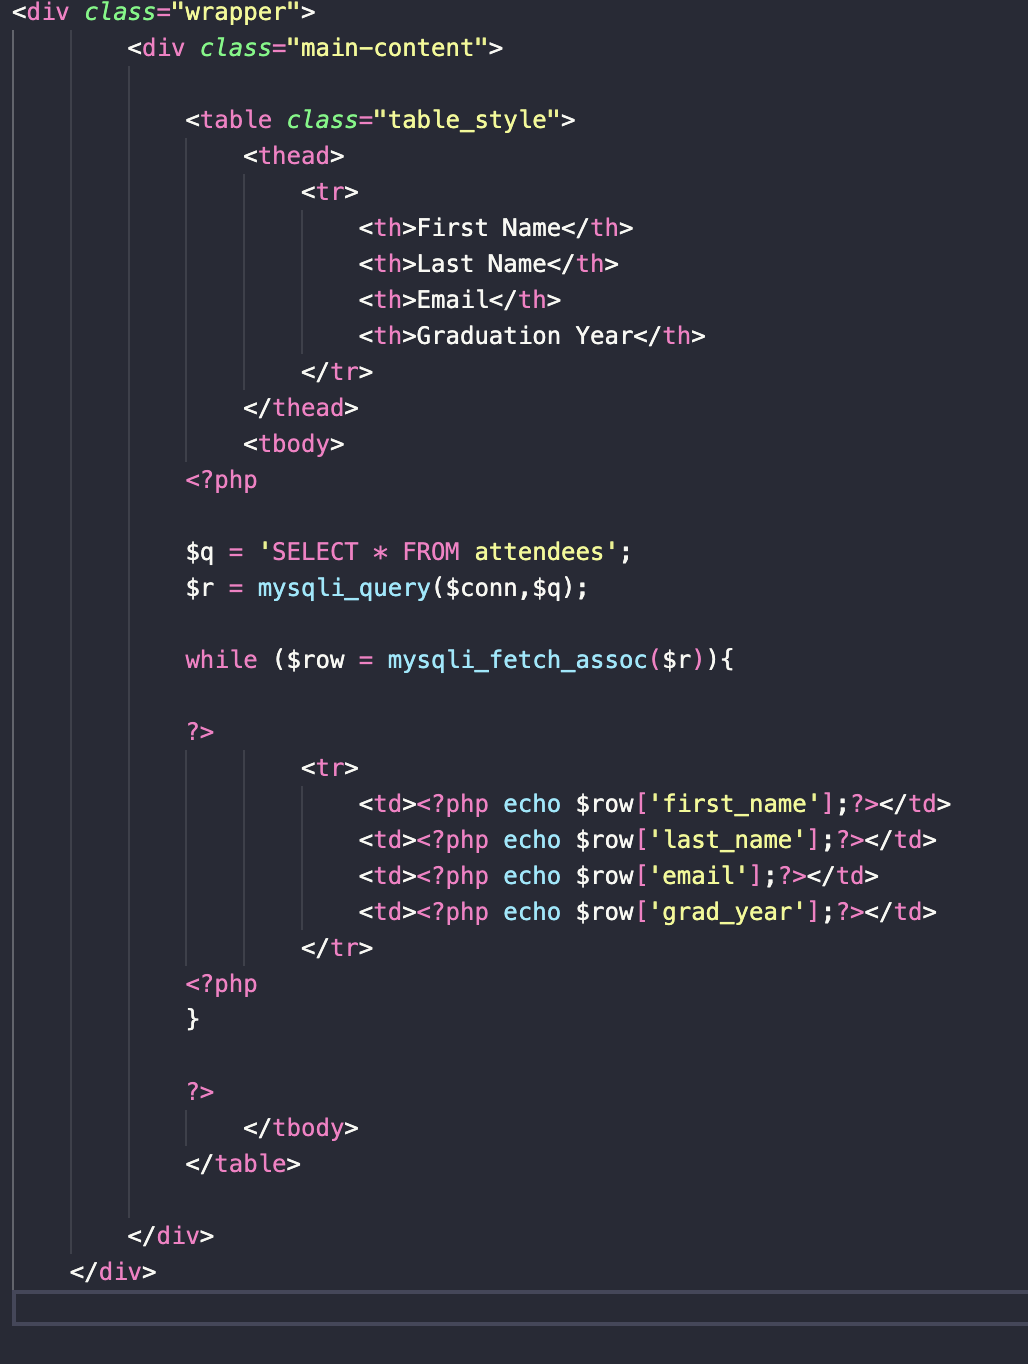 <div class="wrapper">
<div class="main-content">
<table class="table_style">
<thead>
<tr>
<th>First Name</th>
<th>Last Name</th>
<th>Email</th>
<th>Graduation Year</th>
</tr>
</thead>
<tbody>
<?php
$q = 'SELECT * FROM attendees';
$r = mysqli_query($conn,$q);
while ($row = mysqli_fetch_assoc($r)){
?>
<tr>
<td><?php echo $row['first_name'];?></td>
<td><?php echo $row['last_name'];?></td>
<td><?php echo $row['email'];?></td>
<td><?php echo $row['grad_year'];?></td>
</tr>
<?php
}
?>
</tbody>
</table>
</div>
</div>